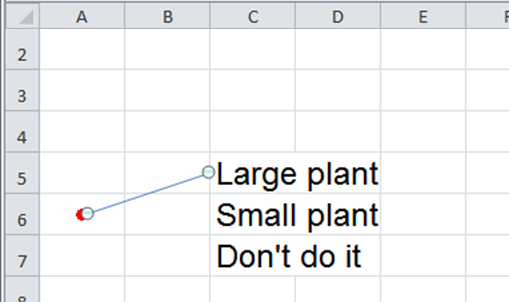 A B C D E F
2
3
4
5 Large plant
6 Small plant
7 Don't do it
8